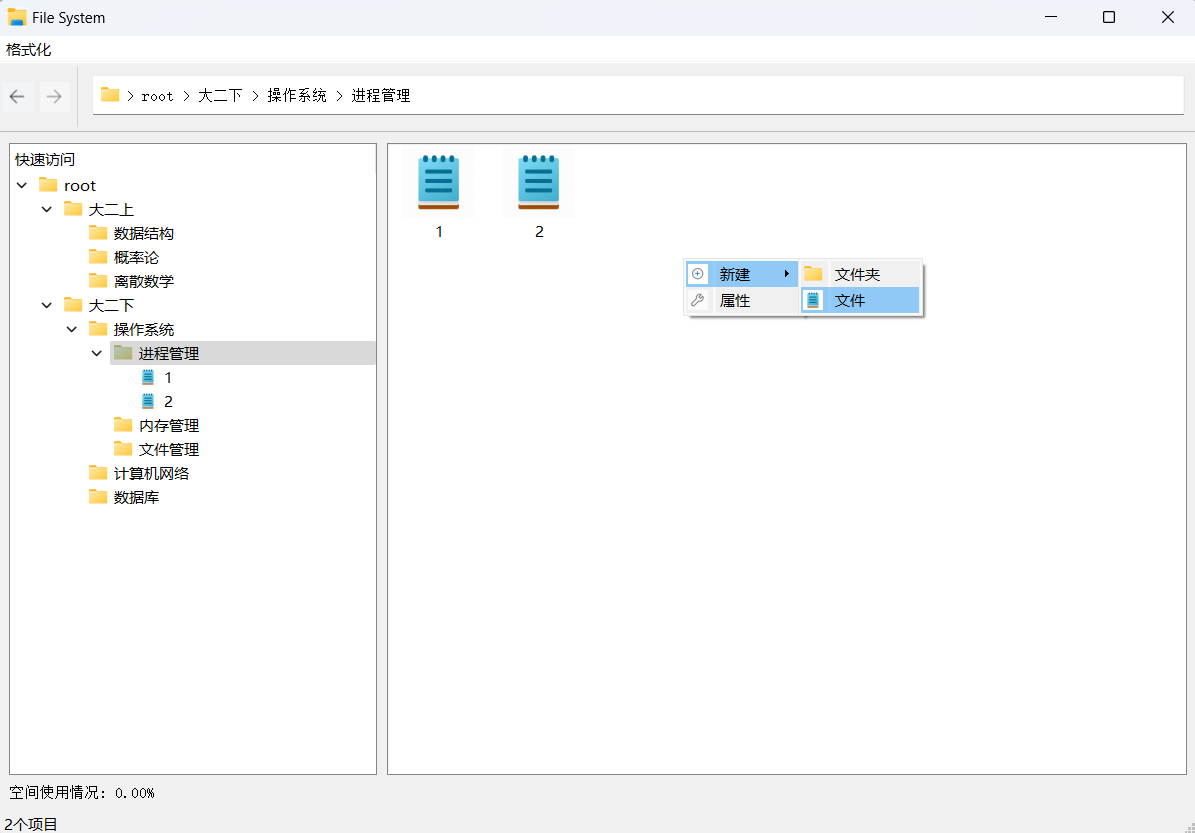 File System
格式化
root 大二下 操作系统 进程管理
快速访问
root
大二上
数据结构
概率论
离散数学
大二下
操作系统
进程管理
1
2
内存管理
文件管理
计算机网络
数据库
1 2
新建 文件夹
属性 文件
空间使用情况: 0.00%
2个项目